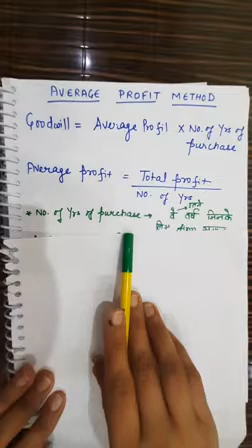 AVERAGE PROFIT METHOD
Goodwill = Average Profit × No. of Yrs of
purchase
Average profit = Total profit
No. of Yrs
* No. of Yrs of purchase → वे वर्ष जिनके
लिए